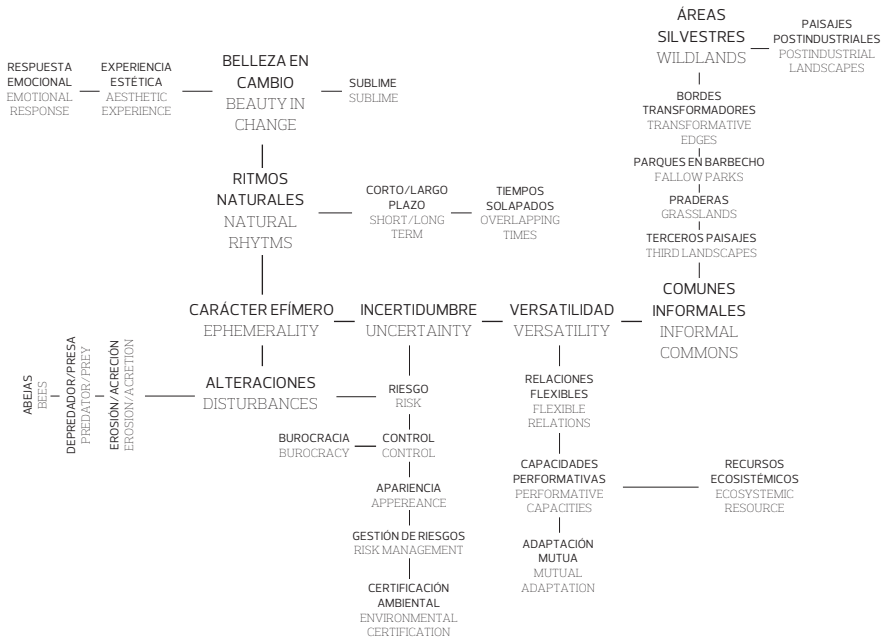 RESPUESTA
EMOCIONAL
EMOTIONAL
RESPONSE
EXPERIENCIA
ESTÉTICA
AESTHETIC
EXPERIENCE
BELLEZA EN
CAMBIO
BEAUTY IN
CHANGE
SUBLIME
SUBLIME
ÁREAS
SILVESTRES
WILDLANDS
PAISAJES
POSTINDUSTRIALES
POSTINDUSTRIAL
LANDSCAPES
BORDES
TRANSFORMADORES
TRANSFORMATIVE
EDGES
PARQUES EN BARBECHO
FALLOW PARKS
PRADERAS
GRASSLANDS
TERCEROS PAISAJES
THIRD LANDSCAPES
RITMOS
NATURALES
NATURAL
RHYTMS
CORTO/LARGO
PLAZO
SHORT/LONG
TERM
TIEMPOS
SOLAPADOS
OVERLAPPING
TIMES
CARÁCTER EFÍMERO
EPHEMERALITY
INCERTIDUMBRE
UNCERTAINTY
VERSATILIDAD
VERSATILITY
COMUNES
INFORMALES
INFORMAL
COMMONS
ABEJAS
BEES
DEPREDADOR/PRESA
PREDATOR/PREY
EROSIÓN/ACRECIÓN
EROSION/ACRETION
ALTERACIONES
DISTURBANCES
RIESGO
RISK
BUROCRACIA
BUROCRACY
CONTROL
CONTROL
APARIENCIA
APPEREANCE
GESTIÓN DE RIESGOS
RISK MANAGEMENT
CERTIFICACIÓN
AMBIENTAL
ENVIRONMENTAL
CERTIFICATION
RELACIONES
FLEXIBLES
FLEXIBLE
RELATIONS
CAPACIDADES
PERFORMATIVAS
PERFORMATIVE
CAPACITIES
RECURSOS
ECOSISTÉMICOS
ECOSYSTEMIC
RESOURCE
ADAPTACIÓN
MUTUA
MUTUAL
ADAPTATION